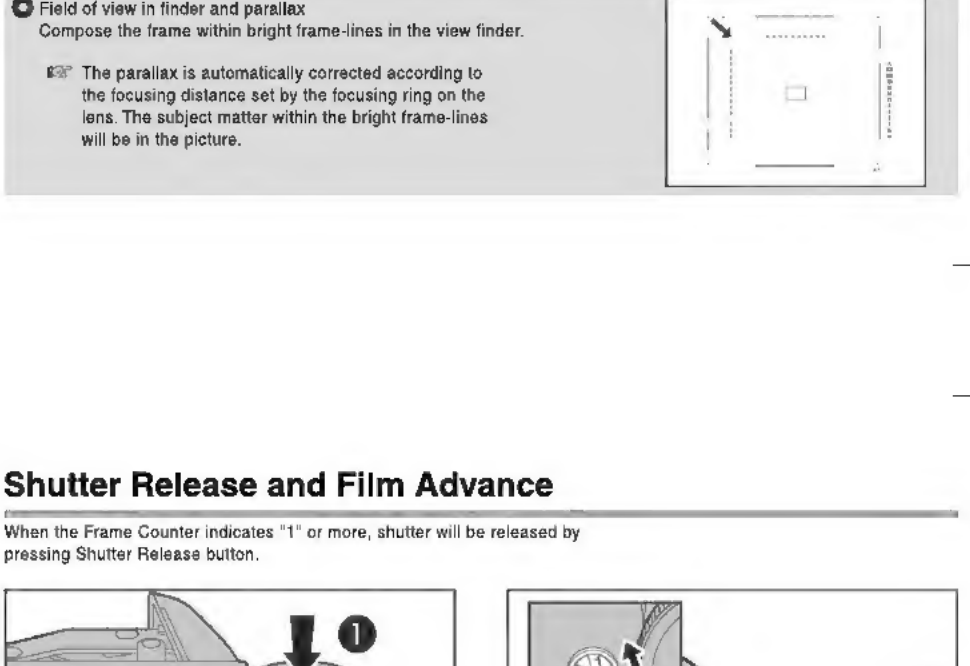 Field of view in finder and parallax
Compose the frame within bright frame-lines in the view finder.
The parallax is automatically corrected according to
the focusing distance set by the focusing ring on the
lens. The subject matter within the bright frame-lines
will be in the picture.
Shutter Release and Film Advance
When the Frame Counter indicates "1" or more, shutter will be released by
pressing Shutter Release button.
1